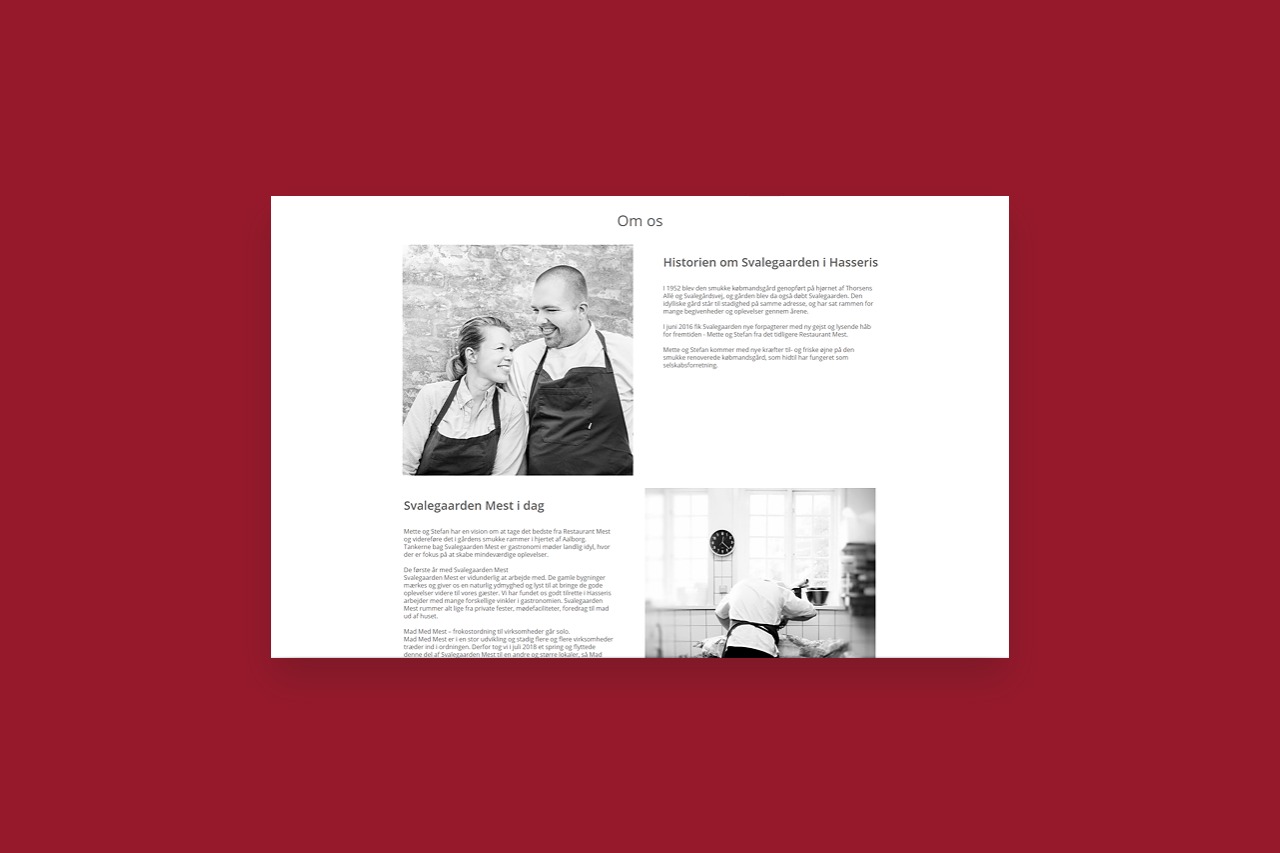 Om os
Historien om Svalegaarden i Hasseris
I 1952 blev den smukke købmandsgård genopført på hjørnet af Thorsens
Allé og Svalegårdsvej, og gården blev da også døbt Svalegaarden. Den
idylliske gård står til stadighed på samme adresse, og har sat rammen for
mange begivenheder og oplevelser gennem årene.
I juni 2016 fik Svalegaarden nye forpagtere med ny gejst og lysende håb
for fremtiden - Mette og Stefan fra det tidligere Restaurant Mest.
Mette og Stefan kommer med nye kræfter til- og friske øjne på den
smukke renoverede købmandsgård, som hidtil har fungeret som
selskabsforretning.
Svalegaarden Mest i dag
Mette og Stefan har en vision om at tage det bedste fra Restaurant Mest
og videreføre det i gårdens smukke rammer i hjertet af Aalborg.
Tankerne bag Svalegaarden Mest er gastronomi møder landlig idyl, hvor
der er fokus på at skabe mindeværdige oplevelser.
De første år med Svalegaarden Mest
Svalegaarden Mest er vidunderlig at arbejde med. De gamle bygninger
mærkes og giver os en naturlig ydmyghed og lyst til at bringe de gode
oplevelser videre til vores gæster. Vi har fundet os godt tilrette i Hasseris
arbejder med mange forskellige vinkler i gastronomien. Svalegaarden
Mest rummer alt lige fra private fester, mødefaciliteter, foredrag til mad
ud af huset.
Mad Med Mest – frokostordning til virksomheder går solo.
Mad Med Mest er i en stor udvikling og stadig flere og flere virksomheder
træder ind i ordningen. Derfor tog vi i juli 2018 et spring og flyttede
denne del af Svalegaarden Mest til en andre og større lokaler, så Mad